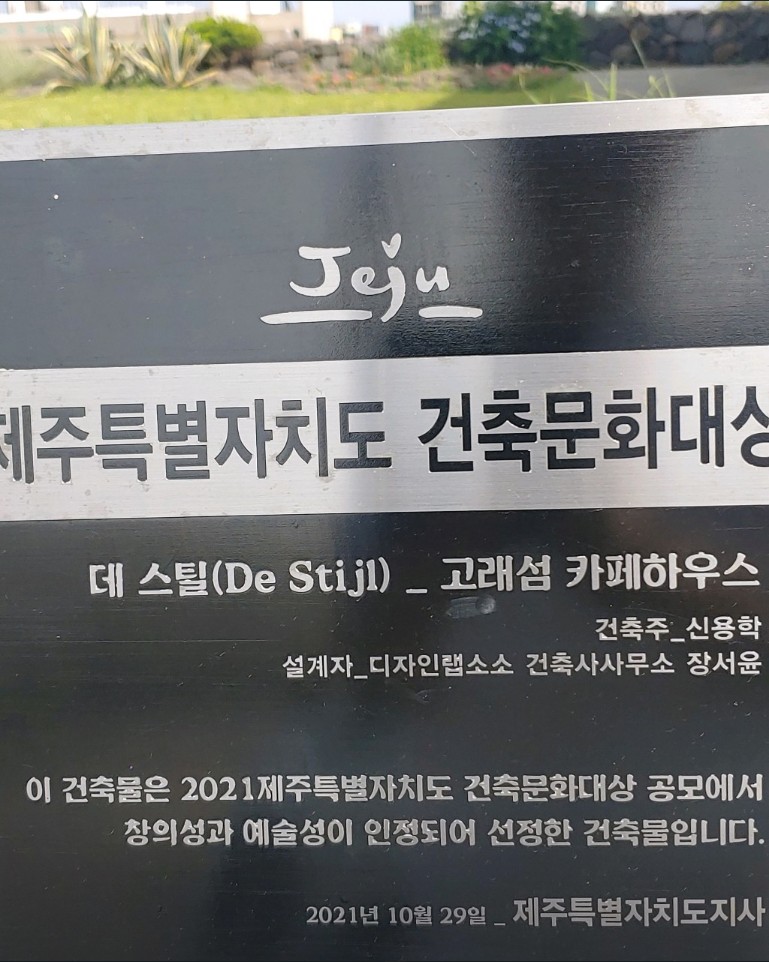 Jeju
제주특별자치도 건축문화대상
데 스틸(De Stijl) _ 고래섬 카페하우스
건축주_신용학
설계자_디자인랩소소 건축사사무소 장서윤
이 건축물은 2021제주특별자치도 건축문화대상 공모에서
창의성과 예술성이 인정되어 선정한 건축물입니다.
2021년 10월 29일 _ 제주특별자치도지사